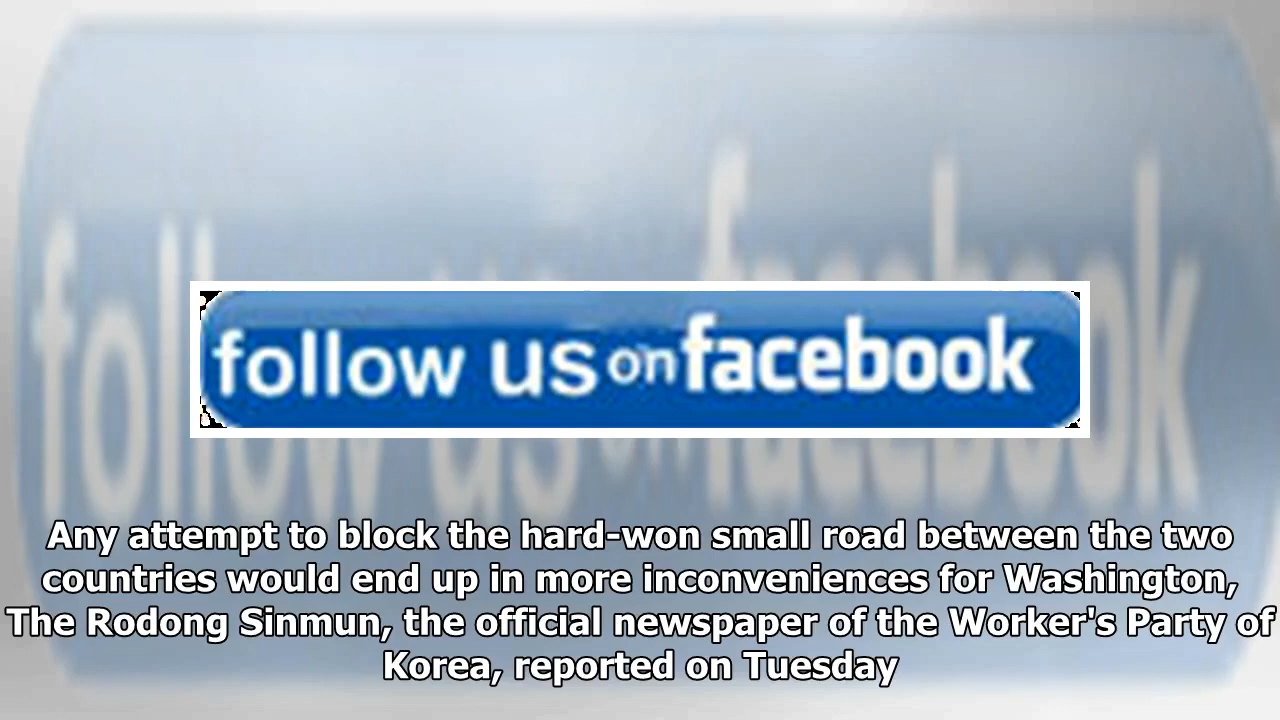 follow us on facebook
Any attempt to block the hard-won small road between the two
countries would end up in more inconveniences for Washington,
The Rodong Sinmun, the official newspaper of the Worker's Party of
Korea, reported on Tuesday